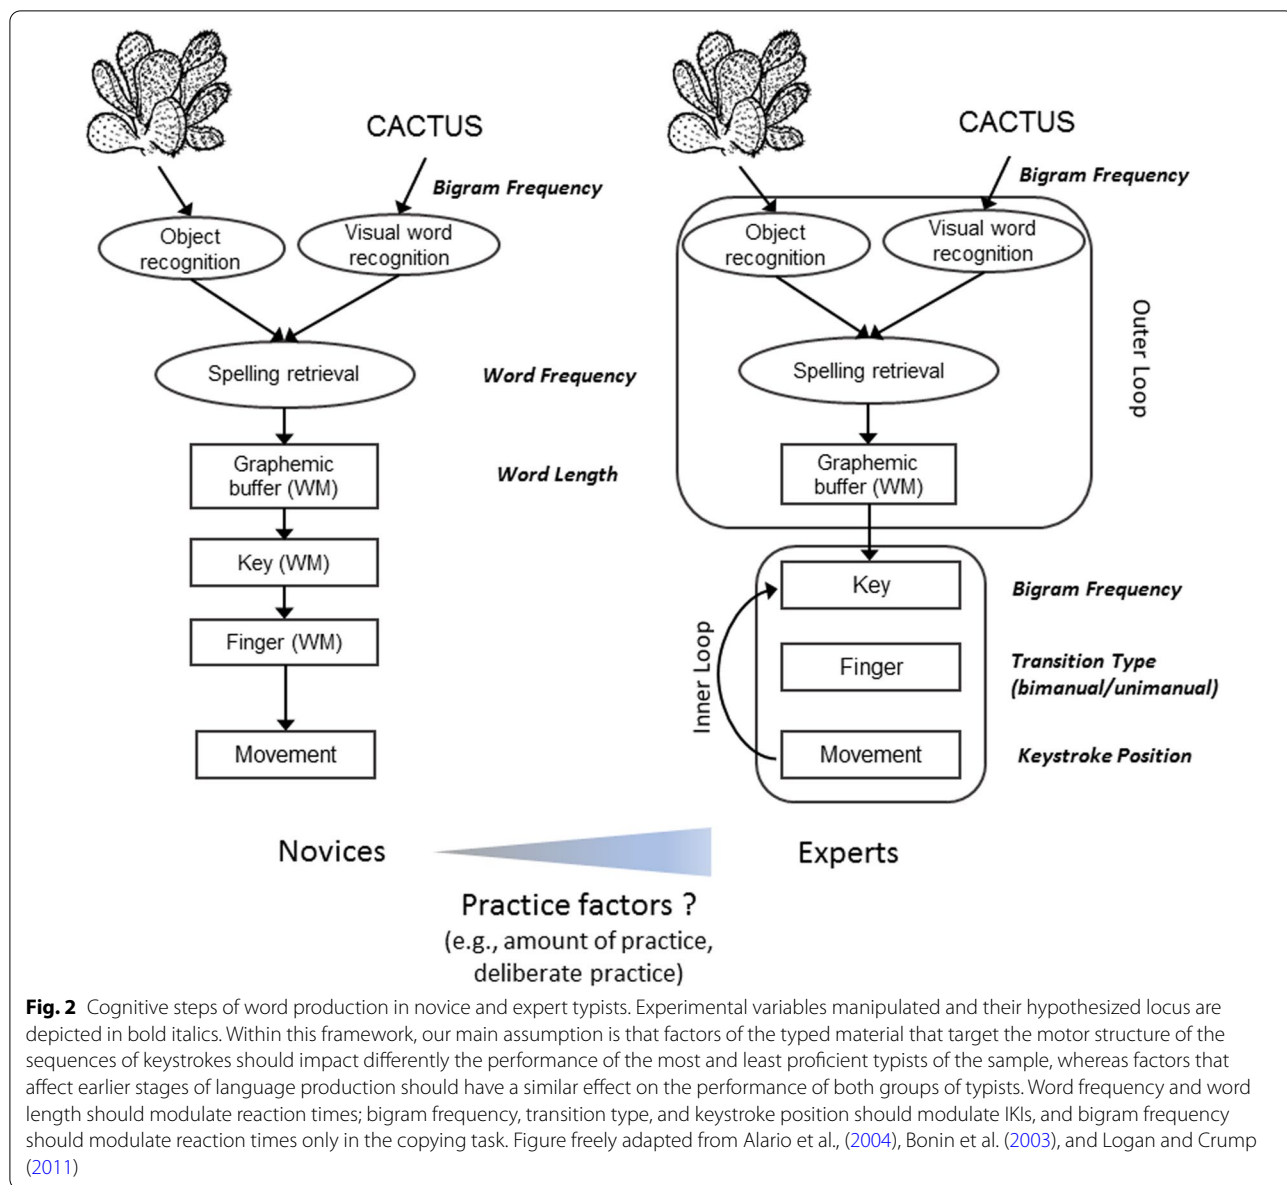 CACTUS
Bigram Frequency
Object
recognition
Visual word
recognition
Spelling retrieval
Word Frequency
Graphemic
buffer (WM)
Word Length
Key (WM)
Finger (WM)
Movement
Novices
CACTUS
Bigram Frequency
Object
recognition
Visual word
recognition
Spelling retrieval
Graphemic
buffer (WM)
Outer Loop
Key
Bigram Frequency
Inner Loop
Finger
Transition Type
(bimanual/unimanual)
Movement
Keystroke Position
Experts
Practice factors ?
(e.g., amount of practice,
deliberate practice)
Fig. 2 Cognitive steps of word production in novice and expert typists. Experimental variables manipulated and their hypothesized locus are
depicted in bold italics. Within this framework, our main assumption is that factors of the typed material that target the motor structure of the
sequences of keystrokes should impact differently the performance of the most and least proficient typists of the sample, whereas factors that
affect earlier stages of language production should have a similar effect on the performance of both groups of typists. Word frequency and word
length should modulate reaction times; bigram frequency, transition type, and keystroke position should modulate IKIs, and bigram frequency
should modulate reaction times only in the copying task. Figure freely adapted from Alario et al., (2004), Bonin et al. (2003), and Logan and Crump
(2011)